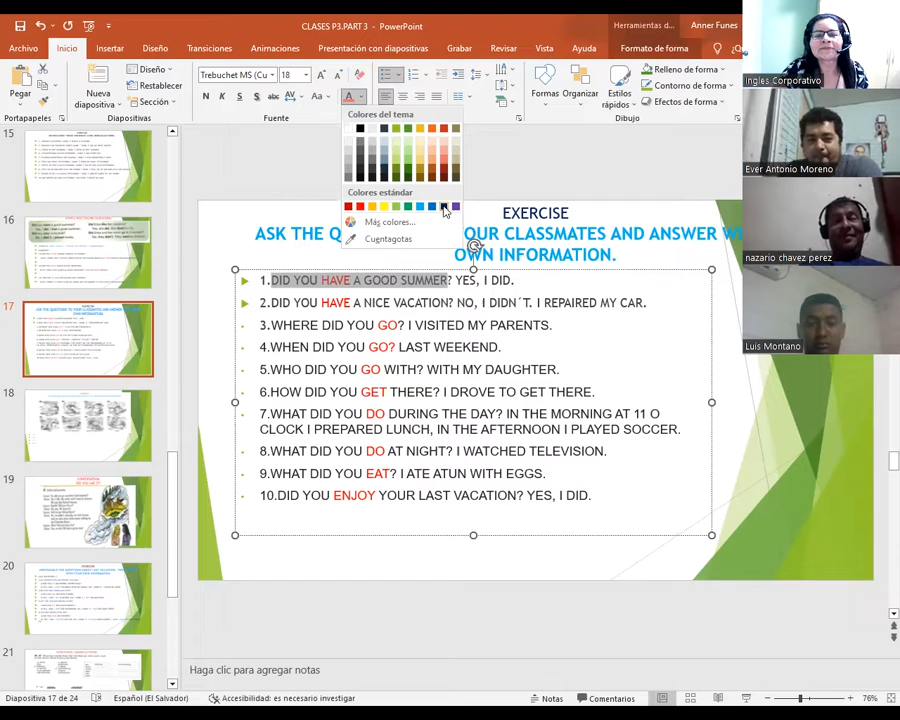 CLASES P3.PART 3 - PowerPoint
Herramientas d...
Anner Funes
Archivo
Inicio
Insertar
Diseño
Transiciones
Animaciones
Presentación con diapositivas
Grabar
Revisar
Vista
Ayuda
Formato de forma
¿Q
Pegar
Nueva diapositiva
Diseño
Restablecer
Sección
Trebuchet MS (Cu
18
N K S S abc AV Aa A
Formas
Organizar
Estilos rápidos
Relleno de forma
Contorno de forma
Efectos de forma
Portapapeles
Diapositivas
Fuente
Dibujo
Colores del tema
Colores estándar
Más colores...
Cuentagotas
15
16
17
18
19
20
21
EXERCISE
ASK THE Q OUR CLASSMATES AND ANSWER WI
OWN INFORMATION.
1.DID YOU HAVE A GOOD SUMMER? YES, I DID.
2.DID YOU HAVE A NICE VACATION? NO, I DIDN´T. I REPAIRED MY CAR.
3.WHERE DID YOU GO? I VISITED MY PARENTS.
4.WHEN DID YOU GO? LAST WEEKEND.
5.WHO DID YOU GO WITH? WITH MY DAUGHTER.
6.HOW DID YOU GET THERE? I DROVE TO GET THERE.
7.WHAT DID YOU DO DURING THE DAY? IN THE MORNING AT 11 O
CLOCK I PREPARED LUNCH, IN THE AFTERNOON I PLAYED SOCCER.
8.WHAT DID YOU DO AT NIGHT? I WATCHED TELEVISION.
9.WHAT DID YOU EAT? I ATE ATUN WITH EGGS.
10.DID YOU ENJOY YOUR LAST VACATION? YES, I DID.
Haga clic para agregar notas
Diapositiva 17 de 24
Español (El Salvador)
Accesibilidad: es necesario investigar
Notas
Comentarios
76%
Inglés Corporativo
Ever Antonio Moreno
nazario chavez perez
Luis Montano